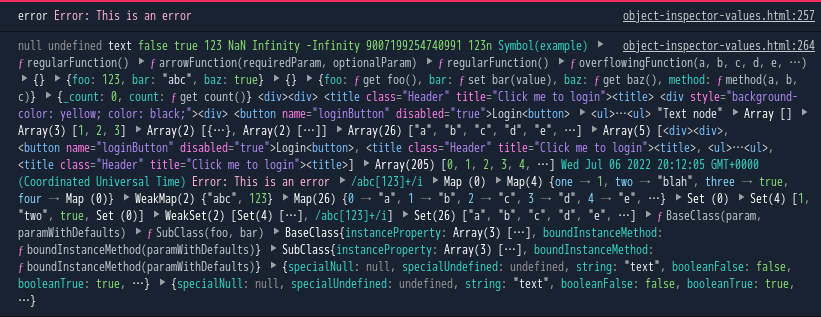 error Error: This is an error object-inspector-values.html:257
null undefined text false true 123 NaN Infinity -Infinity 9007199254740991 123n Symbol(example) ▶ object-inspector-values.html:264
ƒ regularFunction() ▶ ƒ arrowFunction(requiredParam, optionalParam) ▶ ƒ regularFunction() ▶ ƒ overflowingFunction(a, b, c, d, e, …)
▶ {} ▶ {foo: 123, bar: "abc", baz: true} ▶ {} ▶ {foo: ƒ get foo(), bar: ƒ set bar(value), baz: ƒ get baz(), method: ƒ method(a, b,
c)} ▶ {_count: 0, count: ƒ get count()} <div><div> <title class="Header" title="Click me to login"><title> <div style="background-
color: yellow; color: black;"><div> <button name="loginButton" disabled="true">Login<button> ▶ <ul>…<ul> "Text node" ▶ Array [] ▶
Array(3) [1, 2, 3] ▶ Array(2) [{…}, Array(2) […]] ▶ Array(26) ["a", "b", "c", "d", "e", …] ▶ Array(5) [<div><div>,
<button name="loginButton" disabled="true">Login<button>, <title class="Header" title="Click me to login"><title>, <ul>…<ul>,
<title class="Header" title="Click me to login"><title>] ▶ Array(205) [0, 1, 2, 3, 4, …] Wed Jul 06 2022 20:12:05 GMT+0000
(Coordinated Universal Time) Error: This is an error ▶ /abc[123]+/i ▶ Map (0) ▶ Map(4) {one → 1, two → "blah", three → true,
four → Map (0)} ▶ WeakMap(2) {"abc", 123} ▶ Map(26) {0 → "a", 1 → "b", 2 → "c", 3 → "d", 4 → "e", …} ▶ Set (0) ▶ Set(4) [1,
"two", true, Set (0)] ▶ WeakSet(2) [Set(4) […], /abc[123]+/i] ▶ Set(26) ["a", "b", "c", "d", "e", …] ▶ ƒ BaseClass(param,
paramWithDefaults) ▶ ƒ SubClass(foo, bar) ▶ BaseClass{instanceProperty: Array(3) […], boundInstanceMethod:
ƒ boundInstanceMethod(paramWithDefaults)} ▶ SubClass{instanceProperty: Array(3) […], boundInstanceMethod:
ƒ boundInstanceMethod(paramWithDefaults)} ▶ {specialNull: null, specialUndefined: undefined, string: "text", booleanFalse: false,
booleanTrue: true, …} ▶ {specialNull: null, specialUndefined: undefined, string: "text", booleanFalse: false, booleanTrue: true,
…}